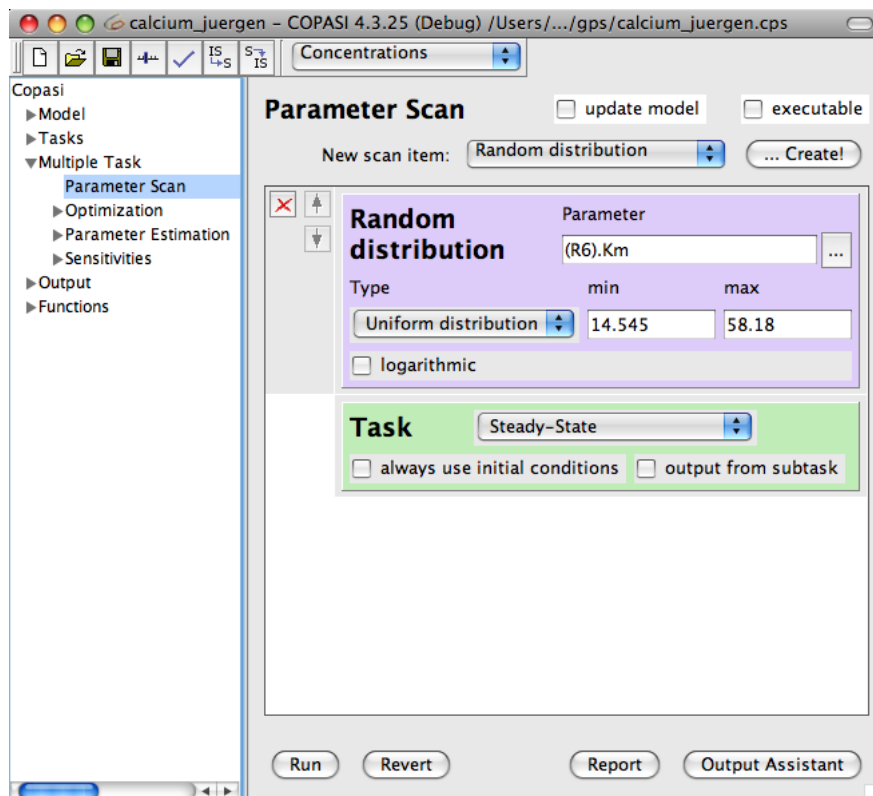 calcium_juergen – COPASI 4.3.25 (Debug) /Users/.../gps/calcium_juergen.cps
IS
↳S
S
IS
Concentrations
Copasi
Model
Tasks
Multiple Task
Parameter Scan
Optimization
Parameter Estimation
Sensitivities
Output
Functions
Parameter Scan
update model
executable
New scan item:
Random distribution
... Create!
Random
distribution
Parameter
(R6).Km
...
Type
min
max
Uniform distribution
14.545
58.18
logarithmic
Task
Steady–State
always use initial conditions
output from subtask
Run
Revert
Report
Output Assistant